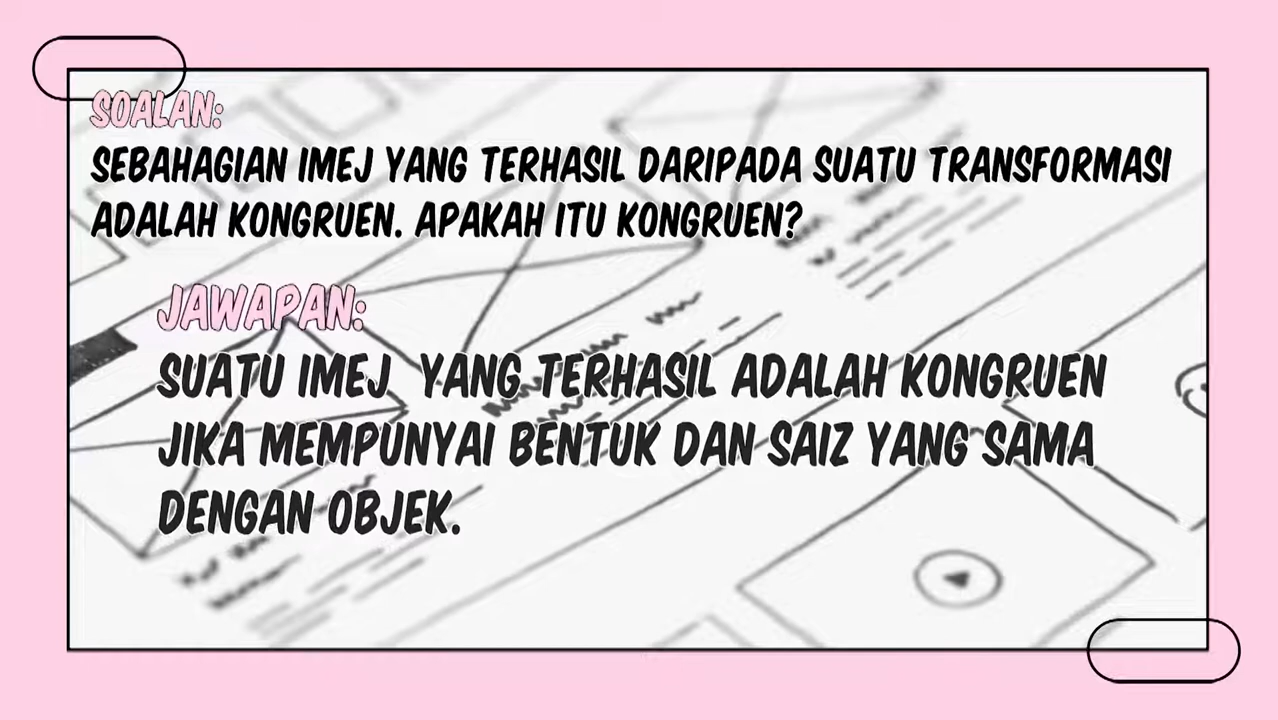 SOALAN:
SEBAHAGIAN IMEJ YANG TERHASIL DARIPADA SUATU TRANSFORMASI
ADALAH KONGRUEN. APAKAH ITU KONGRUEN?
JAWAPAN:
SUATU IMEJ YANG TERHASIL ADALAH KONGRUEN
JIKA MEMPUNYAI BENTUK DAN SAIZ YANG SAMA
DENGAN OBJEK.